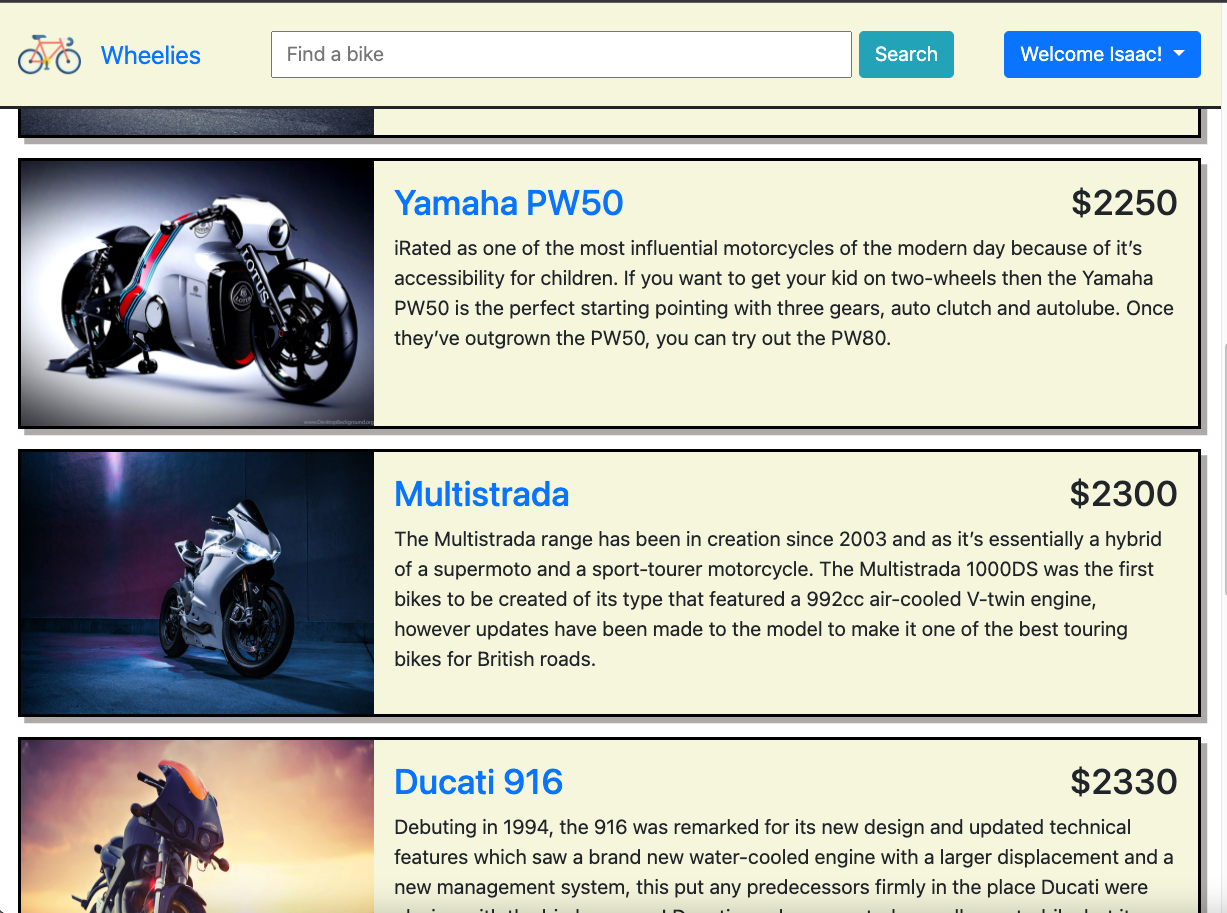 Wheelies
Find a bike
Search
Welcome Isaac!
Yamaha PW50
$2250
iRated as one of the most influential motorcycles of the modern day because of it’s
accessibility for children. If you want to get your kid on two-wheels then the Yamaha
PW50 is the perfect starting pointing with three gears, auto clutch and autolube. Once
they’ve outgrown the PW50, you can try out the PW80.
LOTUS
Multistrada
$2300
The Multistrada range has been in creation since 2003 and as it’s essentially a hybrid
of a supermoto and a sport-tourer motorcycle. The Multistrada 1000DS was the first
bikes to be created of its type that featured a 992cc air-cooled V-twin engine,
however updates have been made to the model to make it one of the best touring
bikes for British roads.
Ducati 916
$2330
Debuting in 1994, the 916 was remarked for its new design and updated technical
features which saw a brand new water-cooled engine with a larger displacement and a
new management system, this put any predecessors firmly in the place Ducati were